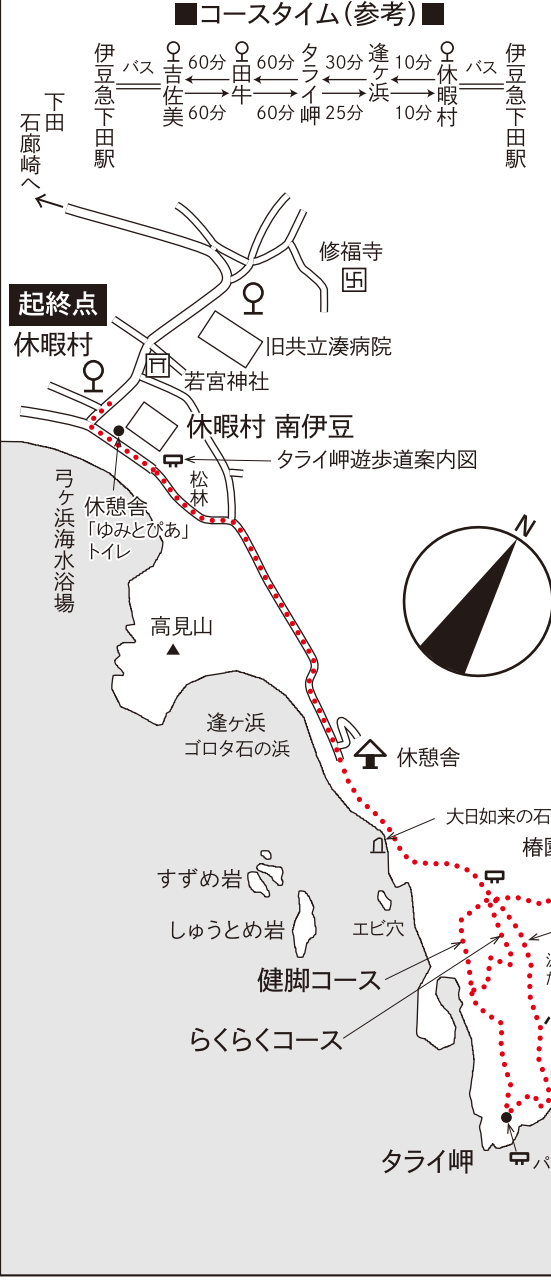 ■コースタイム(参考)■
伊豆急下田駅
バス
吉佐美
60分
60分
田牛
60分
60分
タライ岬
30分
25分
逢ヶ浜
10分
10分
休暇村
バス
伊豆急下田駅
下田
石廊崎へ
修福寺
起終点
休暇村
旧共立湊病院
若宮神社
休暇村 南伊豆
タライ岬遊歩道案内図
松林
休憩舎
「ゆみとぴあ」
トイレ
弓ヶ浜海水浴場
N
高見山
逢ヶ浜
ゴロタ石の浜
休憩舎
大日如来の石
椿園
すずめ岩
しゅうとめ岩
エビ穴
健脚コース
らくらくコース
タライ岬
パ